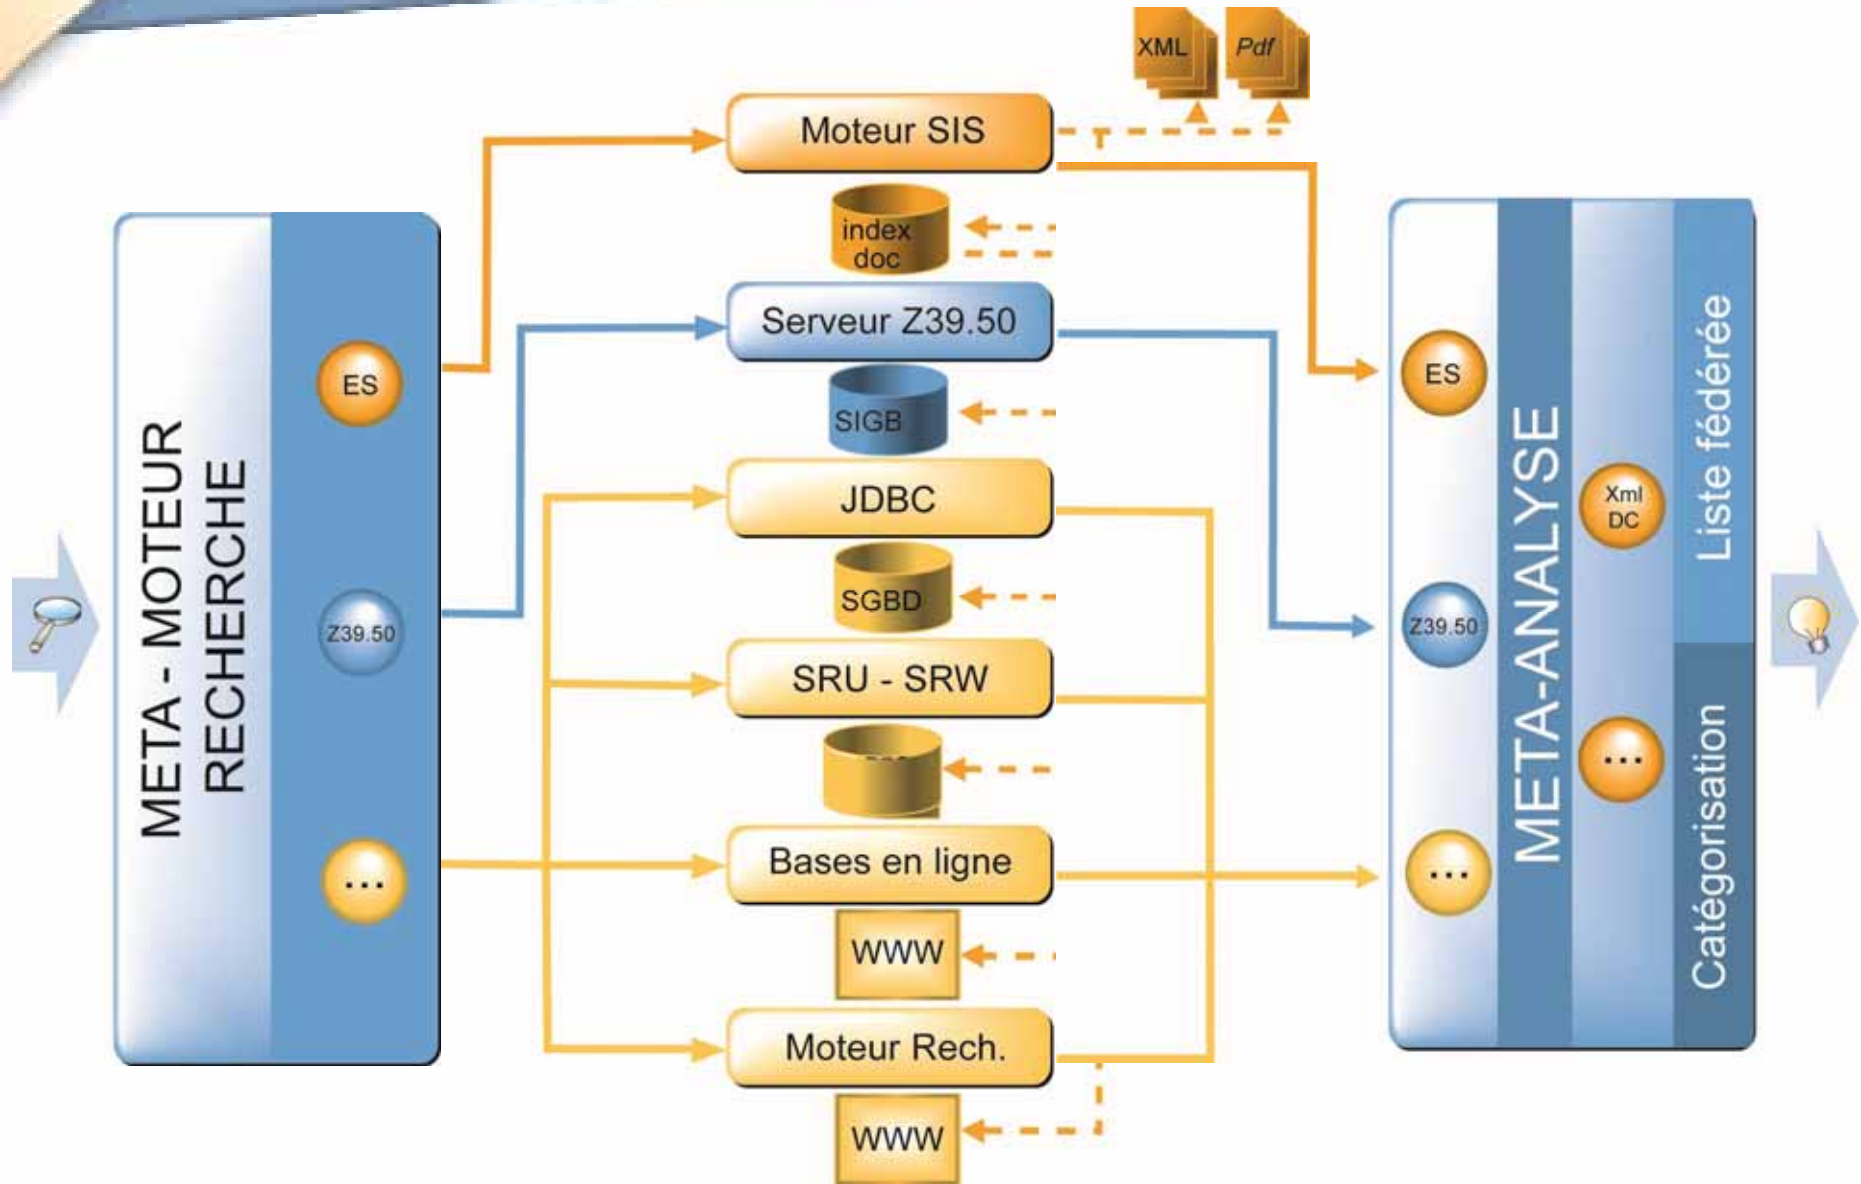 XML
Pdf
Moteur SIS
index
doc
Serveur Z39.50
SIGB
JDBC
SGBD
SRU - SRW
Bases en ligne
WWW
Moteur Rech.
WWW
META - MOTEUR
RECHERCHE
ES
Z39.50
...
ES
Z39.50
...
META-ANALYSE
Xml
DC
...
Liste fédérée
Catégorisation